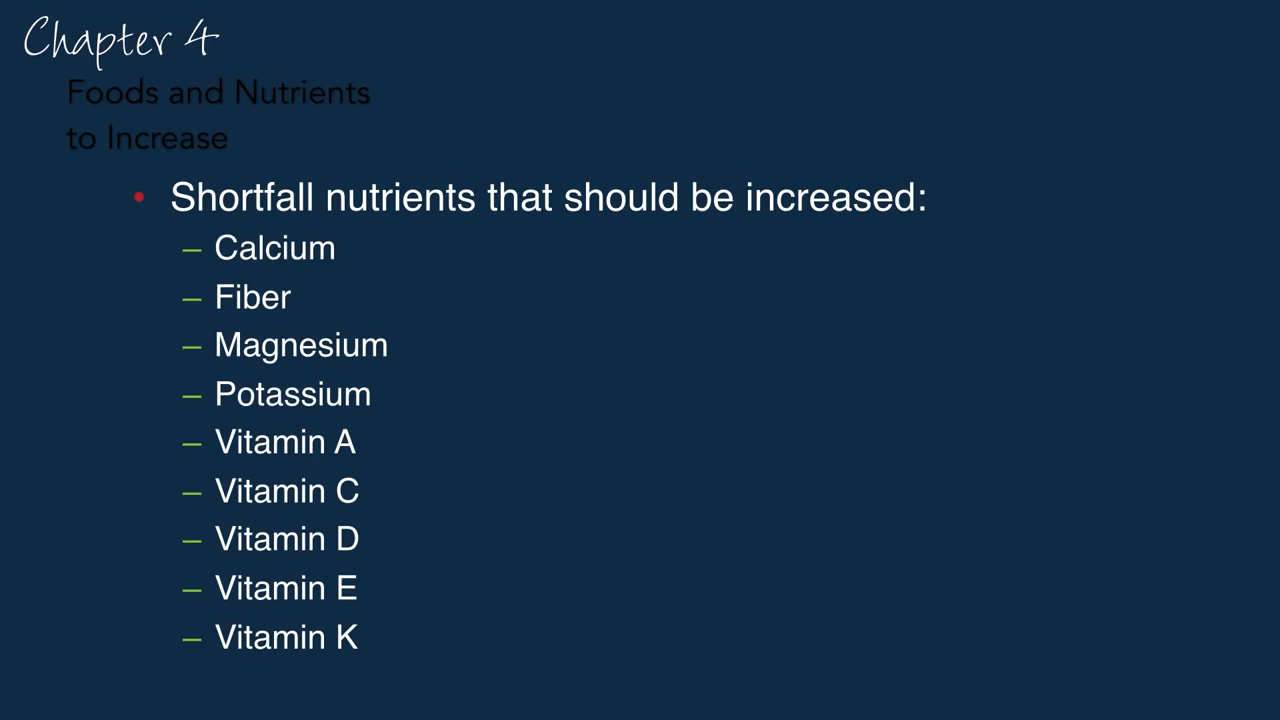 Chapter 4
Foods and Nutrients
to Increase
• Shortfall nutrients that should be increased:
– Calcium
– Fiber
– Magnesium
– Potassium
– Vitamin A
– Vitamin C
– Vitamin D
– Vitamin E
– Vitamin K